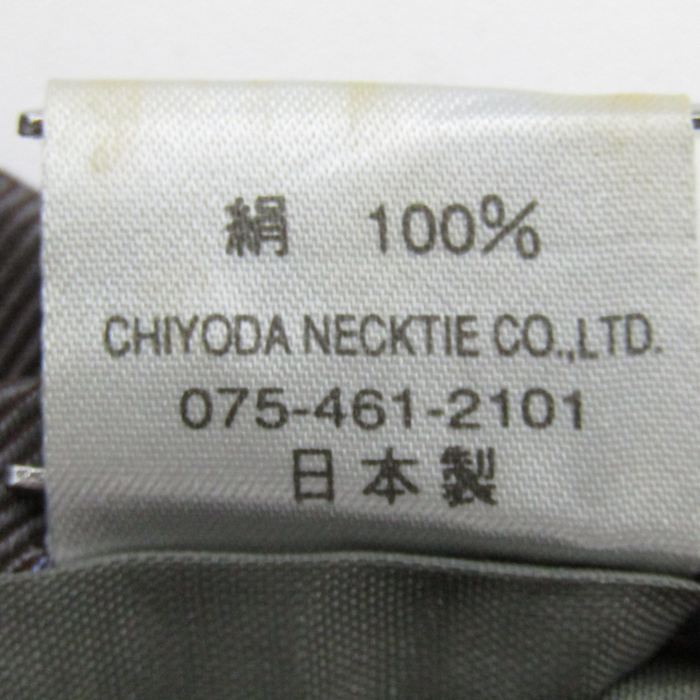 絹　100%
CHIYODA NECKTIE CO.,LTD.
075-461-2101
日本製